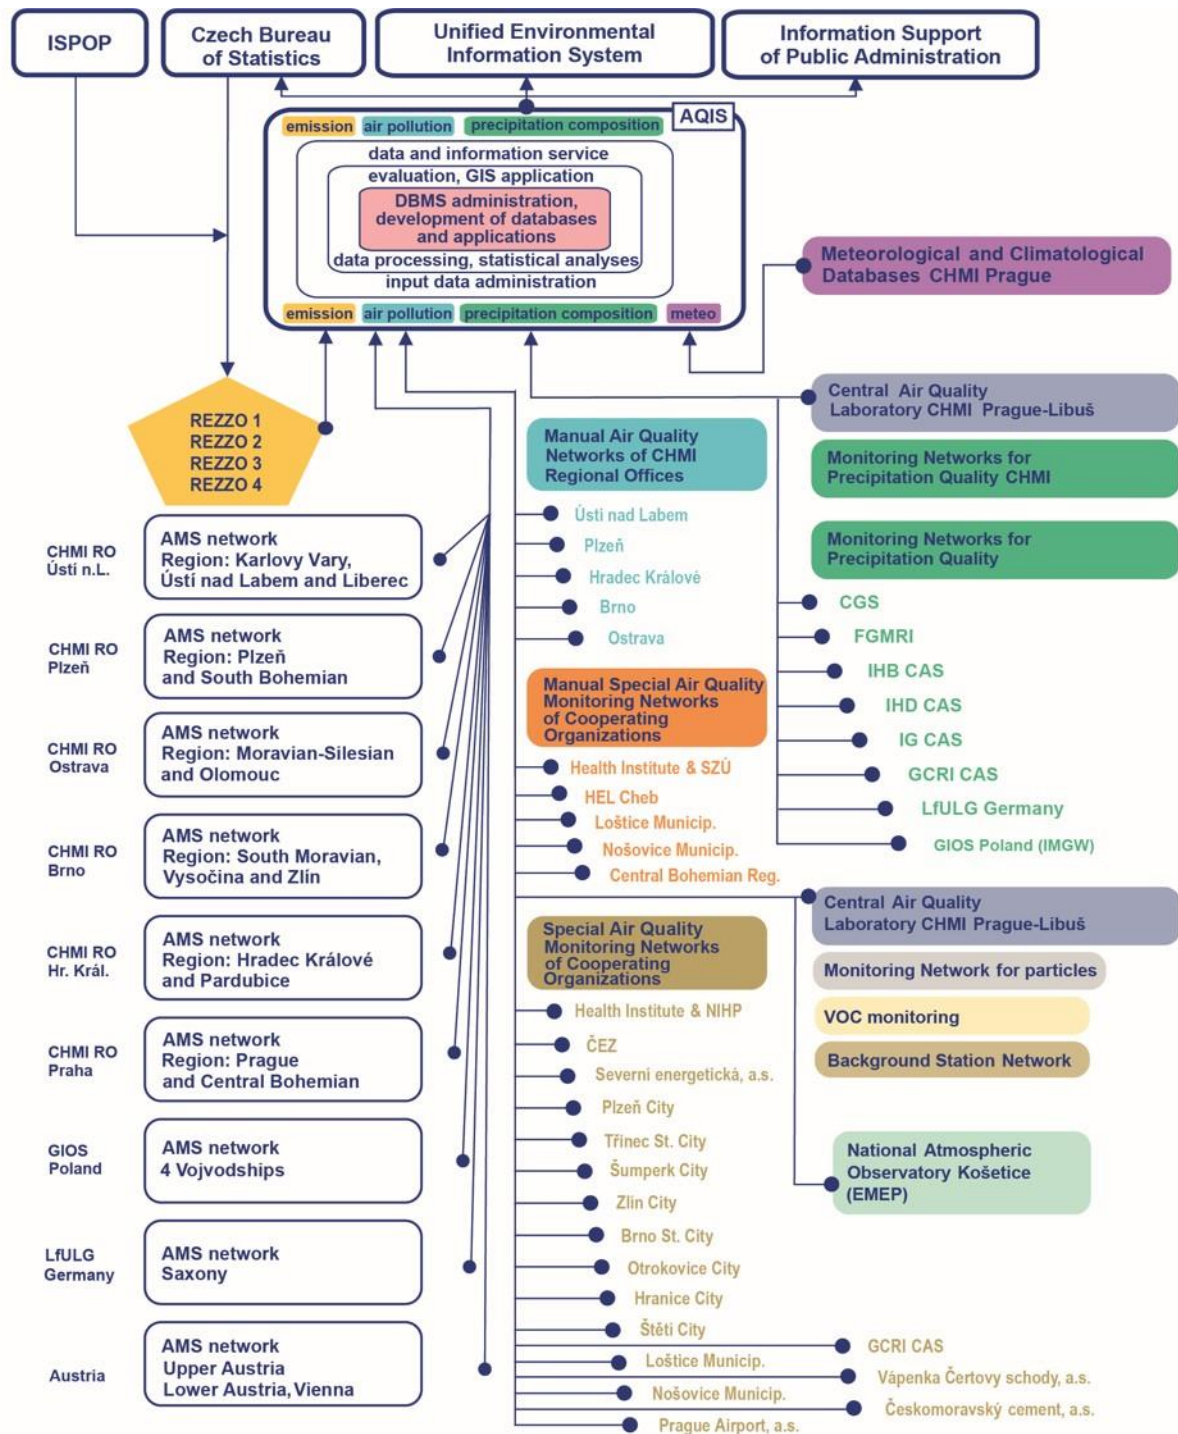 ISPOP
Czech Bureau
of Statistics
Unified Environmental
Information System
Information Support
of Public Administration
AQIS
emission
air pollution
precipitation composition
data and information service
evaluation, GIS application
DBMS administration,
development of databases
and applications
data processing, statistical analyses
input data administration
emission
air pollution
precipitation composition
meteo
Meteorological and Climatological
Databases CHMI Prague
REZZO 1
REZZO 2
REZZO 3
REZZO 4
CHMI RO
Ústí n.L.
AMS network
Region: Karlovy Vary,
Ústí nad Labem and Liberec
CHMI RO
Plzeň
AMS network
Region: Plzeň
and South Bohemian
CHMI RO
Ostrava
AMS network
Region: Moravian-Silesian
and Olomouc
CHMI RO
Brno
AMS network
Region: South Moravian,
Vysočina and Zlín
CHMI RO
Hr. Král.
AMS network
Region: Hradec Králové
and Pardubice
CHMI RO
Praha
AMS network
Region: Prague
and Central Bohemian
GIOS
Poland
AMS network
4 Vojvodships
LfULG
Germany
AMS network
Saxony
Austria
AMS network
Upper Austria
Lower Austria, Vienna
Manual Air Quality
Networks of CHMI
Regional Offices
Ústi nad Labem
Plzeň
Hradec Králové
Brno
Ostrava
Manual Special Air Quality
Monitoring Networks
of Cooperating
Organizations
Health Institute & SZÚ
HEL Cheb
Loštice Municip.
Nošovice Municip.
Central Bohemian Reg.
Special Air Quality
Monitoring Networks
of Cooperating
Organizations
Health Institute & NIHP
ČEZ
Severni energetická, a.s.
Plzeň City
Třinec St. City
Šumperk City
Zlin City
Brno St. City
Otrokovice City
Hranice City
Štěti City
GCRI CAS
Loštice Municip.
Vápenka Čertovy schody, a.s.
Nošovice Municip.
Českomoravský cement, a.s.
Prague Airport, a.s.
Central Air Quality
Laboratory CHMI Prague-Libuš
Monitoring Networks for
Precipitation Quality CHMI
Monitoring Networks for
Precipitation Quality
CGS
FGMRI
IHB CAS
IHD CAS
IG CAS
GCRI CAS
LfULG Germany
GIOS Poland (IMGW)
Central Air Quality
Laboratory CHMI Prague-Libuš
Monitoring Network for particles
VOC monitoring
Background Station Network
National Atmospheric
Observatory Košetice
(EMEP)